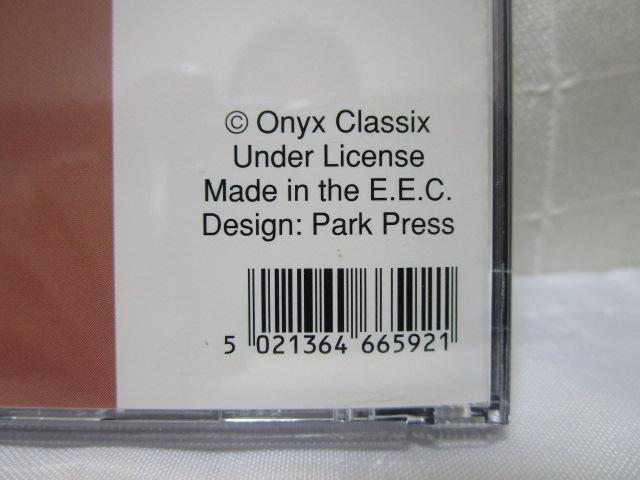 © Onyx Classix
Under License
Made in the E.E.C.
Design: Park Press
5 021364 665921